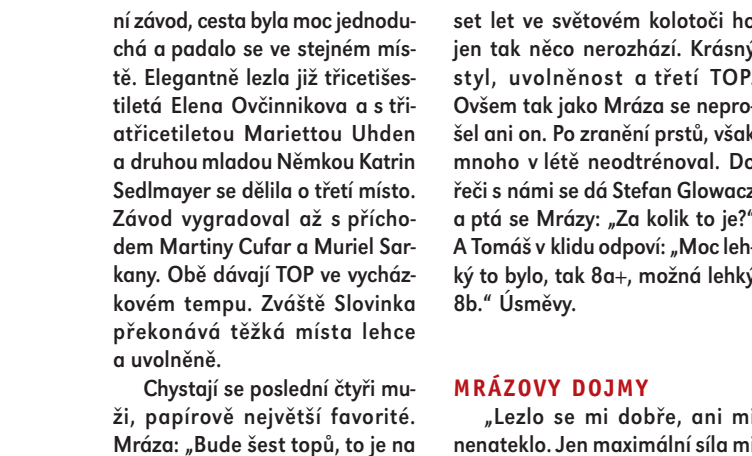 ní závod, cesta byla moc jednodu-
chá a padalo se ve stejném mís-
tě. Elegantně lezla již třicetišes-
tiletá Elena Ovčinnikova a s tři-
atřicetiletou Mariettou Uhden
a druhou mladou Němkou Katrin
Sedlmayer se dělila o třetí místo.
Závod vygradoval až s přícho-
dem Martiny Cufar a Muriel Sar-
kany. Obě dávají TOP ve vycház-
kovém tempu. Zváště Slovinka
překonává těžká místa lehce
a uvolněně.
Chystají se poslední čtyři mu-
ži, papírově největší favorité.
Mráza: „Bude šest topů, to je na
set let ve světovém kolotoči ho
jen tak něco nerozhází. Krásný
styl, uvolněnost a třetí TOP.
Ovšem tak jako Mráza se nepro-
šel ani on. Po zranění prstů, však
mnoho v létě neodtrénoval. Do
řeči s námi se dá Stefan Glowacz
a ptá se Mrázy: „Za kolik to je?“
A Tomáš v klidu odpoví: „Moc leh-
ký to bylo, tak 8a+, možná lehký
8b.“ Úsměvy.
MRÁZOVY DOJMY
„Lezlo se mi dobře, ani mi
nenateklo. Jen maximální síla mi